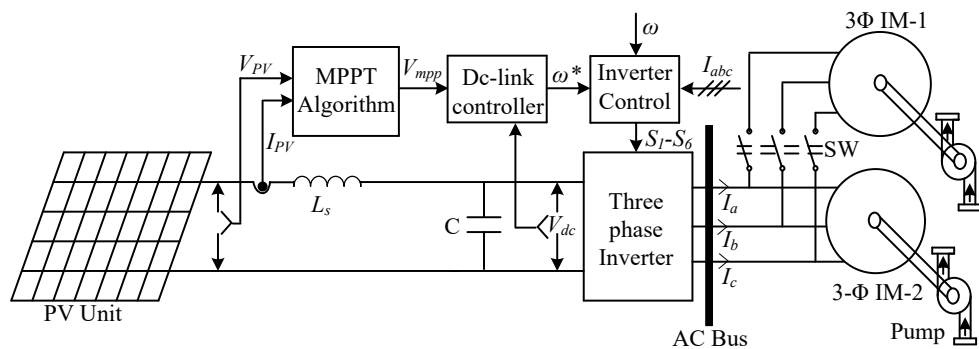 V_PV
I_PV
MPPT
Algorithm
V_mpp
Dc-link
controller
ω*
ω
Inverter
Control
I_abc
S_1-S_6
3Φ IM-1
SW
L_s
C
V_dc
Three
phase
Inverter
I_a
I_b
I_c
3-Φ IM-2
PV Unit
AC Bus
Pump